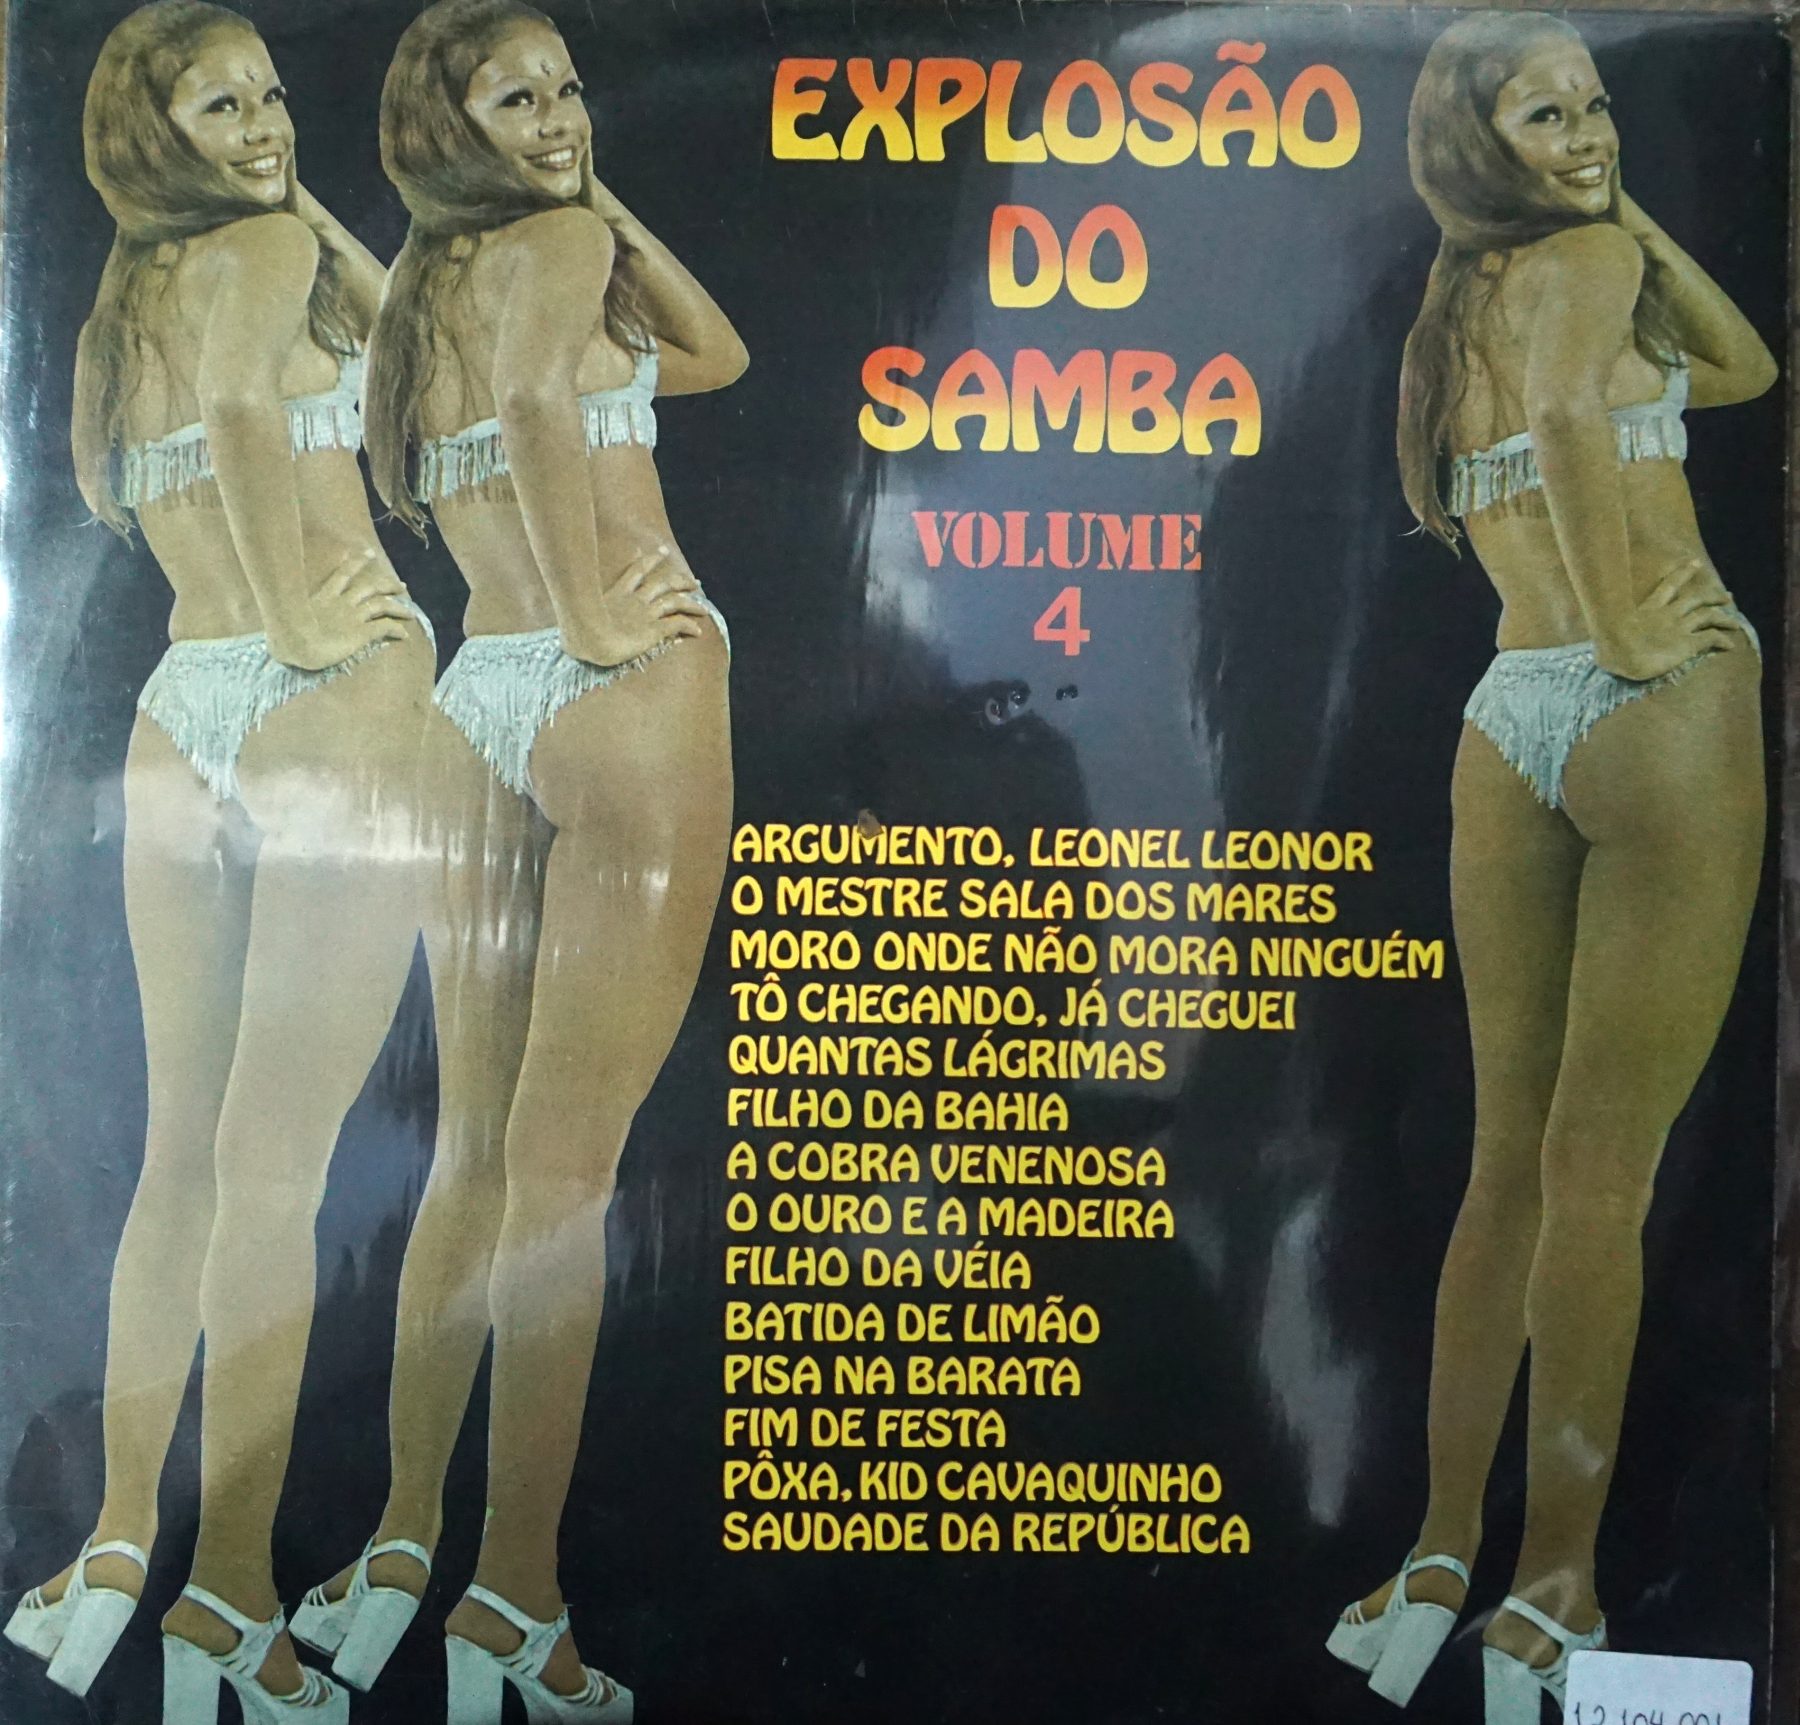 EXPLOSÃO
DO
SAMBA
VOLUME
4
ARGUMENTO, LEONEL LEONOR
O MESTRE SALA DOS MARES
MORO ONDE NÃO MORA NINGUÉM
TÔ CHEGANDO, JÁ CHEGUEI
QUANTAS LÁGRIMAS
FILHO DA BAHIA
A COBRA VENENOSA
O OURO E A MADEIRA
FILHO DA VÉIA
BATIDA DE LIMÃO
PISA NA BARATA
FIM DE FESTA
PÔXA, KID CAVAQUINHO
SAUDADE DA REPÚBLICA